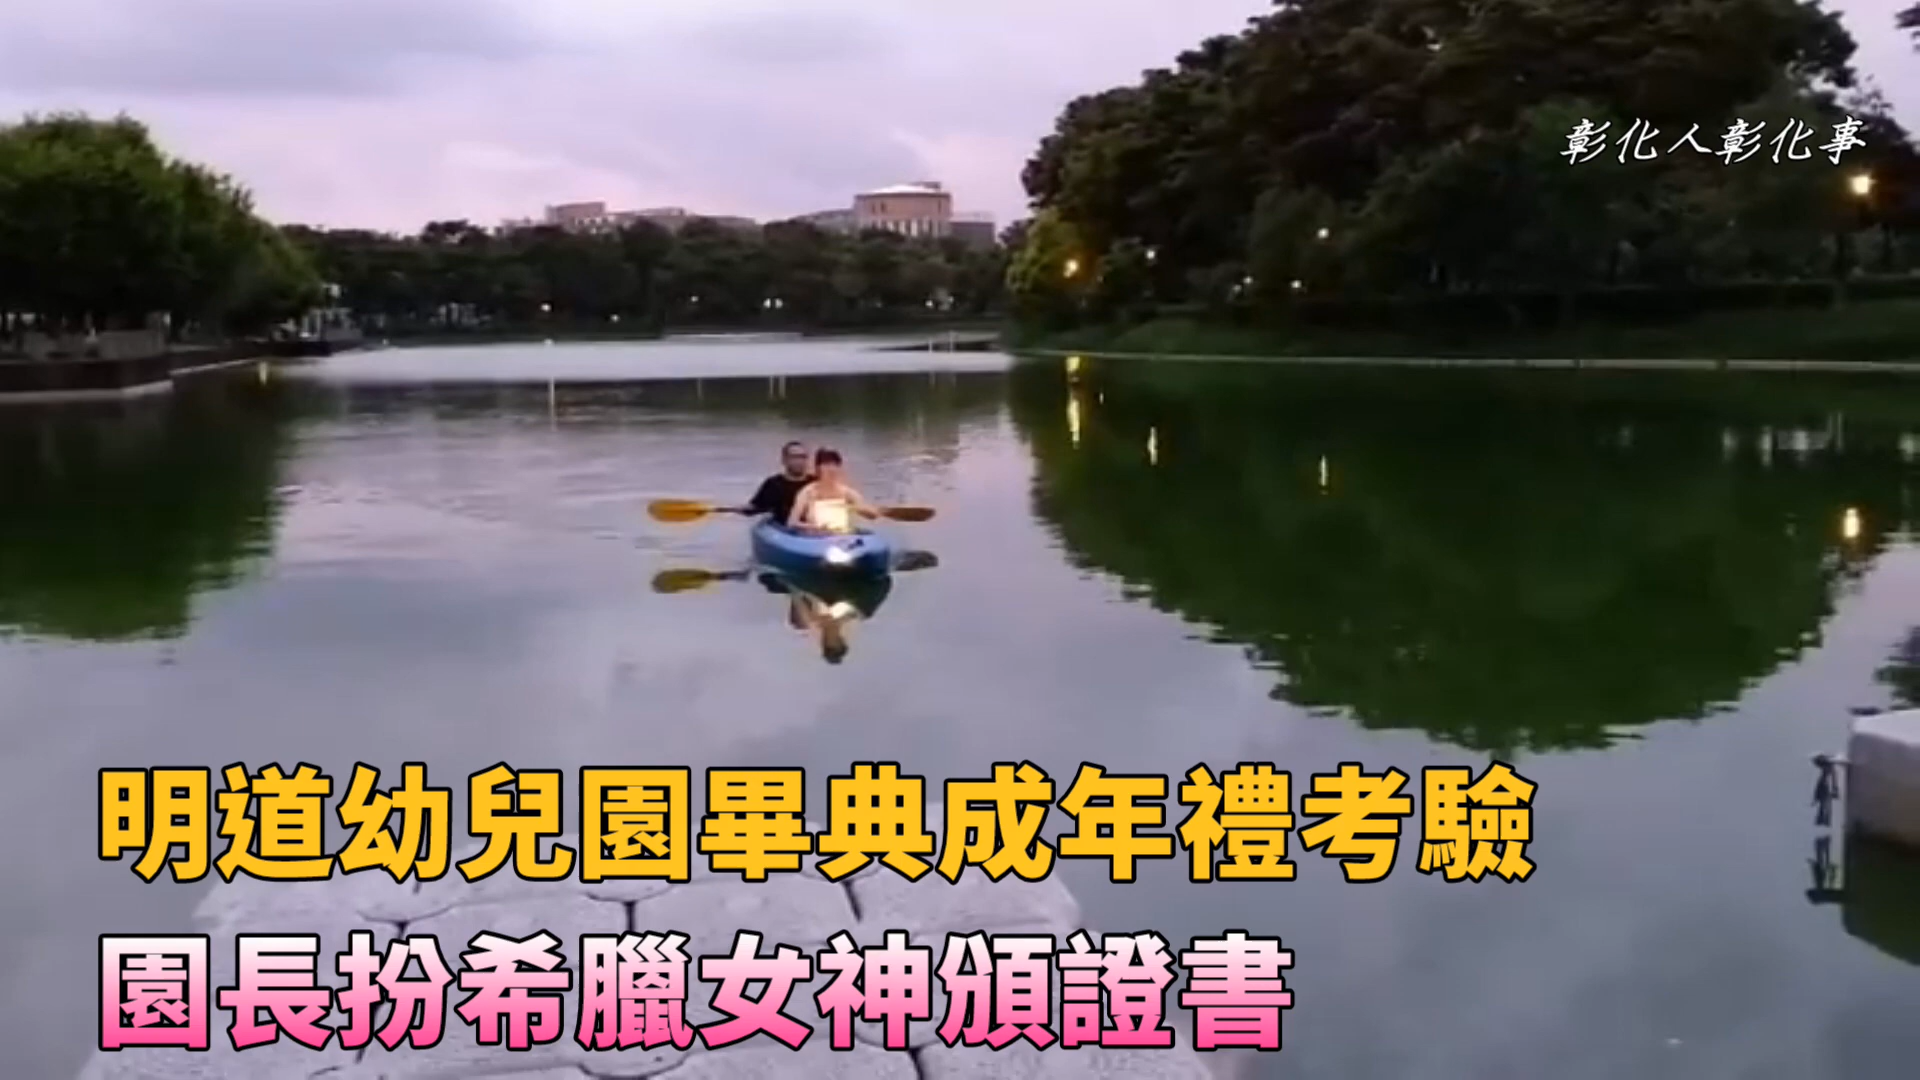 彰化人彰化事
明道幼兒園畢典成年禮考驗
園長扮希臘女神頒證書